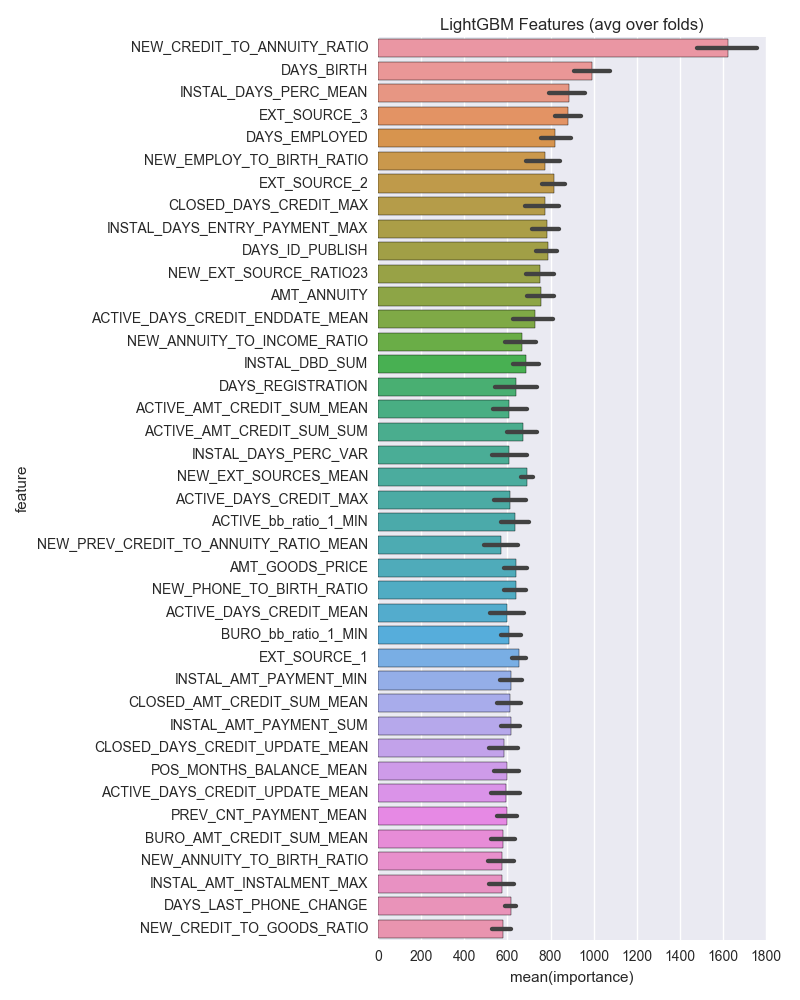 LightGBM Features (avg over folds)
NEW_CREDIT_TO_ANNUITY_RATIO
DAYS_BIRTH
INSTAL_DAYS_PERC_MEAN
EXT_SOURCE_3
DAYS_EMPLOYED
NEW_EMPLOY_TO_BIRTH_RATIO
EXT_SOURCE_2
CLOSED_DAYS_CREDIT_MAX
INSTAL_DAYS_ENTRY_PAYMENT_MAX
DAYS_ID_PUBLISH
NEW_EXT_SOURCE_RATIO23
AMT_ANNUITY
ACTIVE_DAYS_CREDIT_ENDDATE_MEAN
NEW_ANNUITY_TO_INCOME_RATIO
INSTAL_DBD_SUM
DAYS_REGISTRATION
ACTIVE_AMT_CREDIT_SUM_MEAN
ACTIVE_AMT_CREDIT_SUM_SUM
INSTAL_DAYS_PERC_VAR
NEW_EXT_SOURCES_MEAN
ACTIVE_DAYS_CREDIT_MAX
ACTIVE_bb_ratio_1_MIN
NEW_PREV_CREDIT_TO_ANNUITY_RATIO_MEAN
AMT_GOODS_PRICE
NEW_PHONE_TO_BIRTH_RATIO
ACTIVE_DAYS_CREDIT_MEAN
BURO_bb_ratio_1_MIN
EXT_SOURCE_1
INSTAL_AMT_PAYMENT_MIN
CLOSED_AMT_CREDIT_SUM_MEAN
INSTAL_AMT_PAYMENT_SUM
CLOSED_DAYS_CREDIT_UPDATE_MEAN
POS_MONTHS_BALANCE_MEAN
ACTIVE_DAYS_CREDIT_UPDATE_MEAN
PREV_CNT_PAYMENT_MEAN
BURO_AMT_CREDIT_SUM_MEAN
NEW_ANNUITY_TO_BIRTH_RATIO
INSTAL_AMT_INSTALMENT_MAX
DAYS_LAST_PHONE_CHANGE
NEW_CREDIT_TO_GOODS_RATIO
feature
0 200 400 600 800 1000 1200 1400 1600 1800
mean(importance)